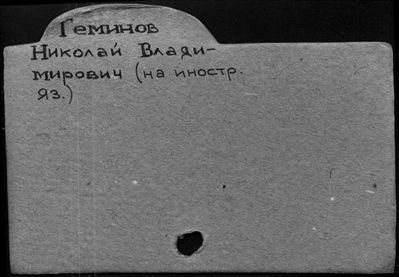 Геминов
Николай Влади-
мирович (на иностр.
яз.)